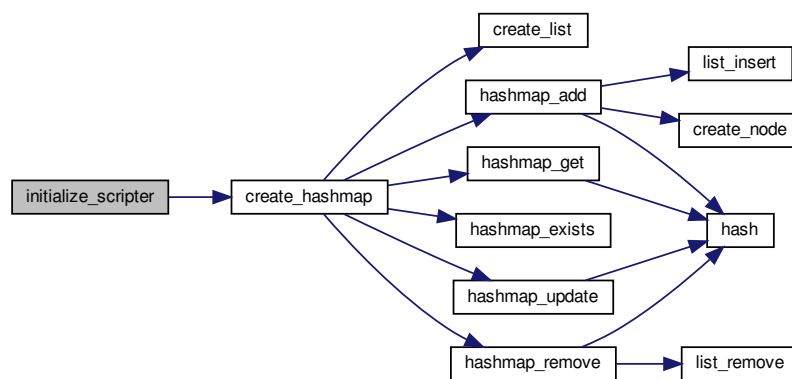 create_list
list_insert
hashmap_add
create_node
hashmap_get
initialize_scripter
create_hashmap
hashmap_exists
hash
hashmap_update
hashmap_remove
list_remove